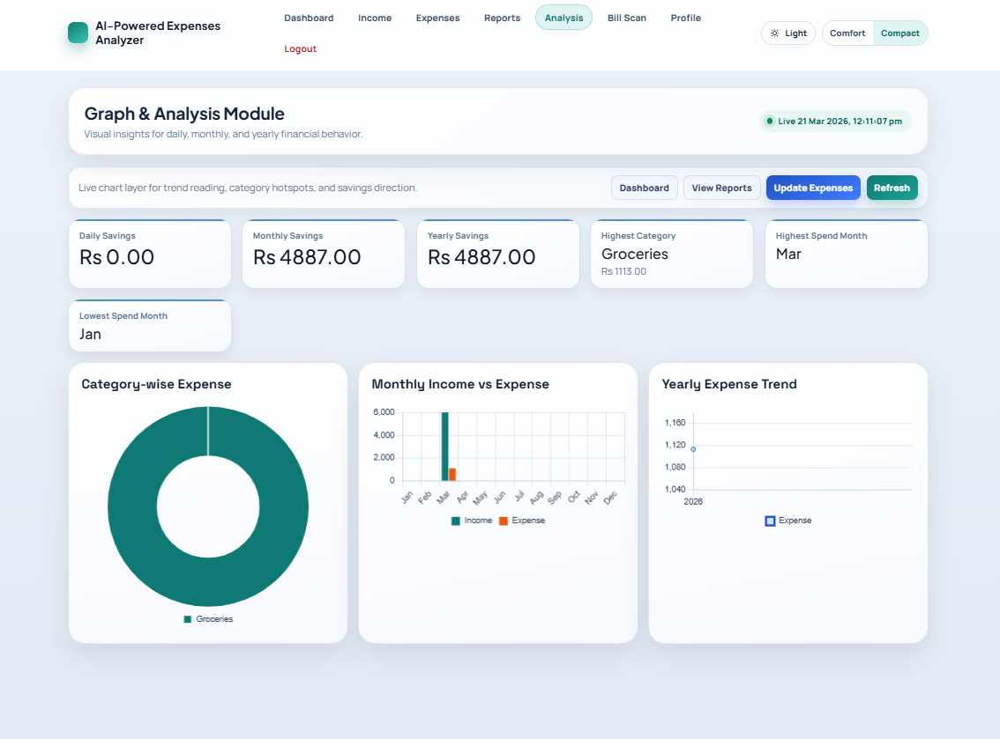 AI-Powered Expenses
Analyzer
Dashboard Income Expenses Reports Analysis Bill Scan Profile
Logout
Light
Comfort Compact
Graph & Analysis Module
Visual insights for daily, monthly, and yearly financial behavior.
Live 21 Mar 2026, 12:11:07 pm
Live chart layer for trend reading, category hotspots, and savings direction.
Dashboard View Reports Update Expenses Refresh
Daily Savings
Rs 0.00
Monthly Savings
Rs 4887.00
Yearly Savings
Rs 4887.00
Highest Category
Groceries
Rs 1113.00
Highest Spend Month
Mar
Lowest Spend Month
Jan
Category-wise Expense
Groceries
Monthly Income vs Expense
6,000
4,000
2,000
0
Jan Feb Mar Apr May Jun Jul Aug Sep Oct Nov Dec
Income Expense
Yearly Expense Trend
1,160
1,120
1,080
1,040
2026
Expense